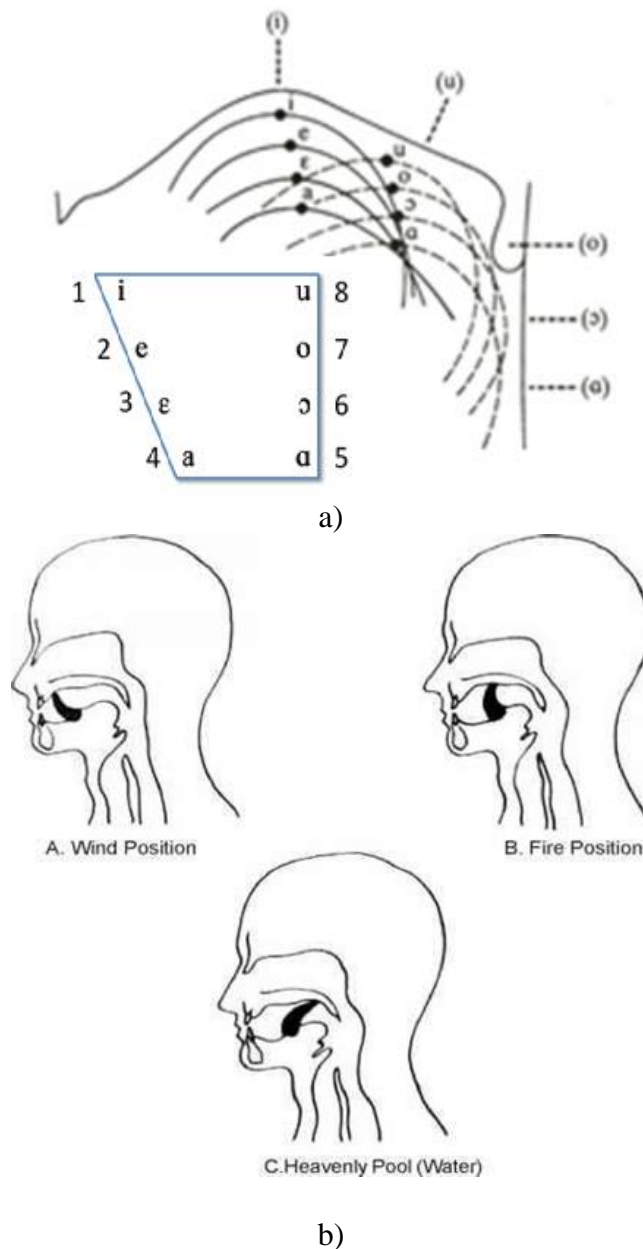 (i)
(u)
i
e
u
ɛ
o
a
ɔ
ɑ
(o)
(ɔ)
(ɑ)
1 i u 8
2 e o 7
3 ɛ ɔ 6
4 a ɑ 5
a)
A. Wind Position
B. Fire Position
C.Heavenly Pool (Water)
b)